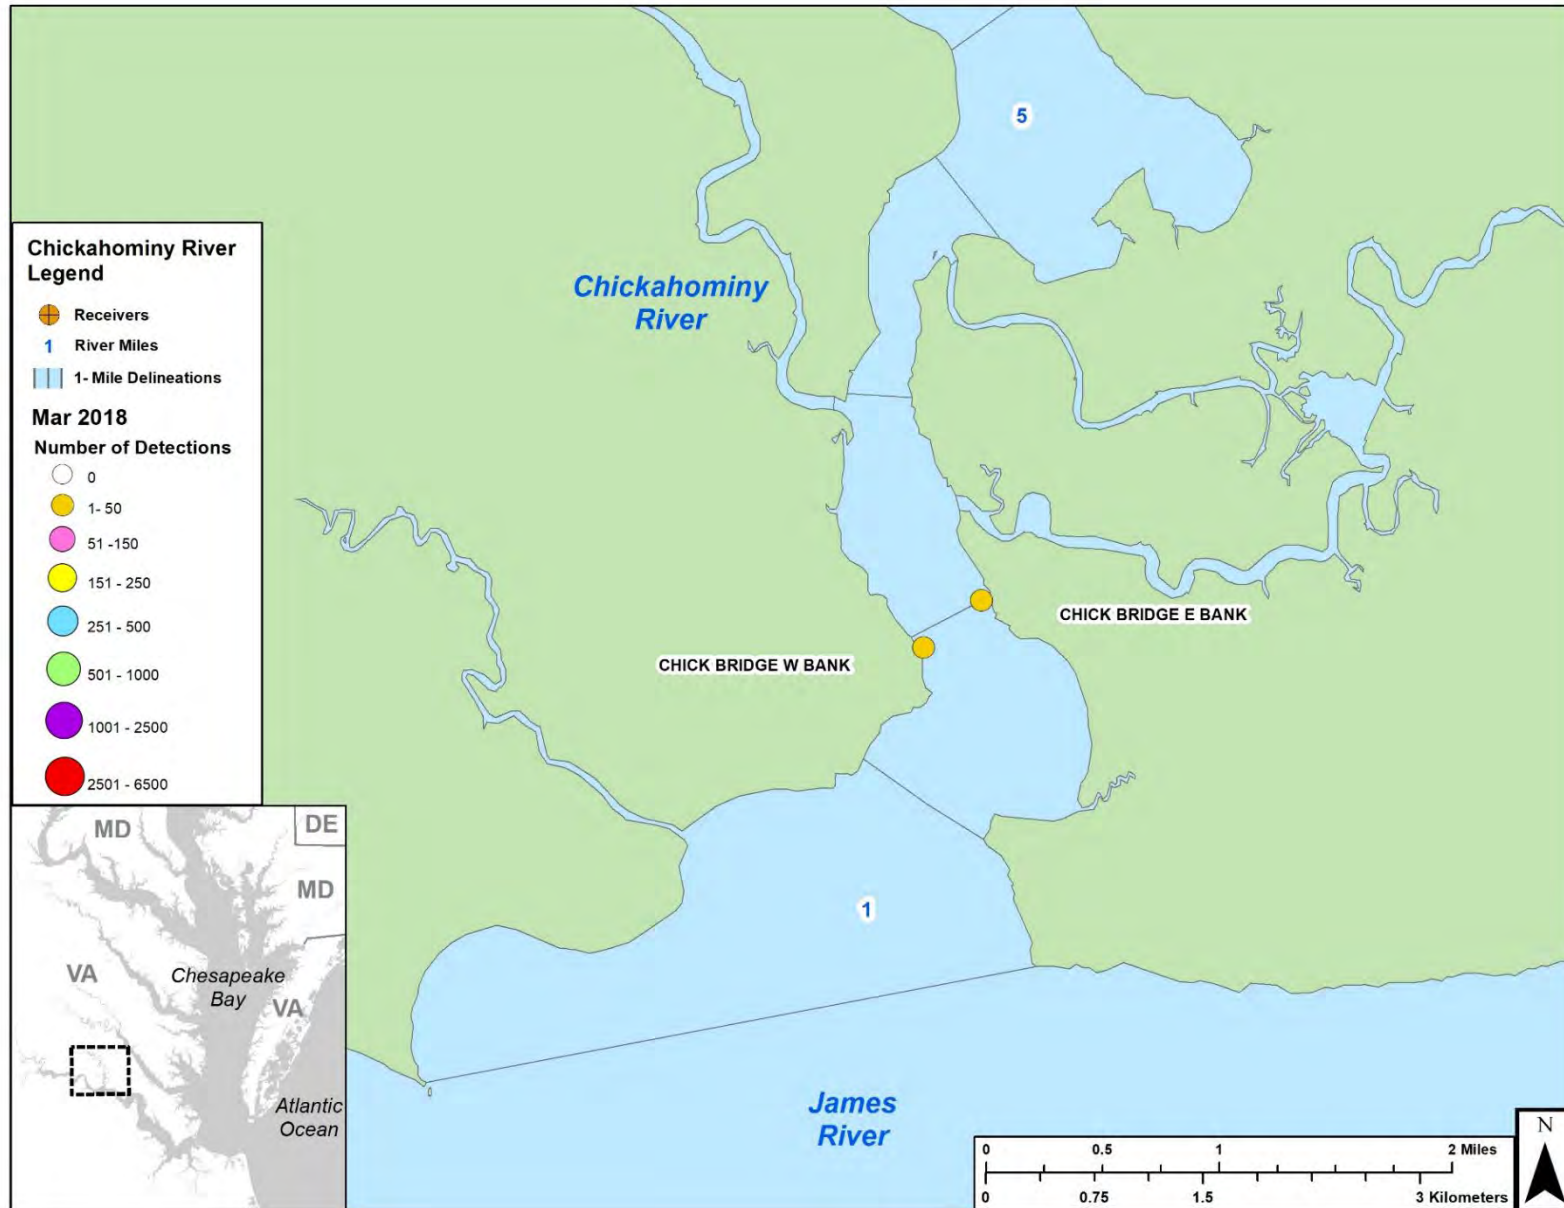 5
Chickahominy
River
Chickahominy River
Legend
Receivers
1 River Miles
1- Mile Delineations
Mar 2018
Number of Detections
0
1- 50
51 -150
151 - 250
251 - 500
501 - 1000
1001 - 2500
2501 - 6500
CHICK BRIDGE E BANK
CHICK BRIDGE W BANK
1
James
River
MD
DE
MD
VA
Chesapeake
Bay
VA
Atlantic
Ocean
0 0.5 1 2 Miles
0 0.75 1.5 3 Kilometers
N